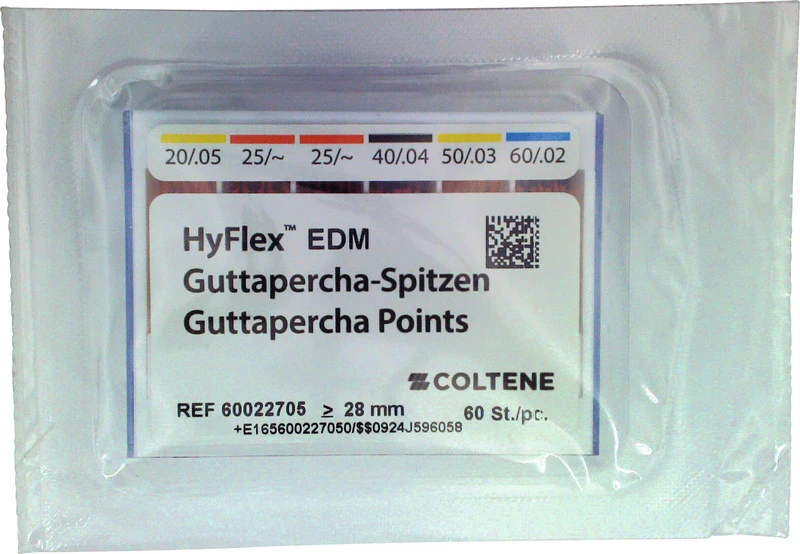 20/.05 25/~ 25/~ 40/.04 50/.03 60/.02
HyFlex™ EDM
Guttapercha-Spitzen
Guttapercha Points
COLTENE
REF 60022705 ≥ 28 mm 60 St./pc.
+E165600227050/$$0924J596058